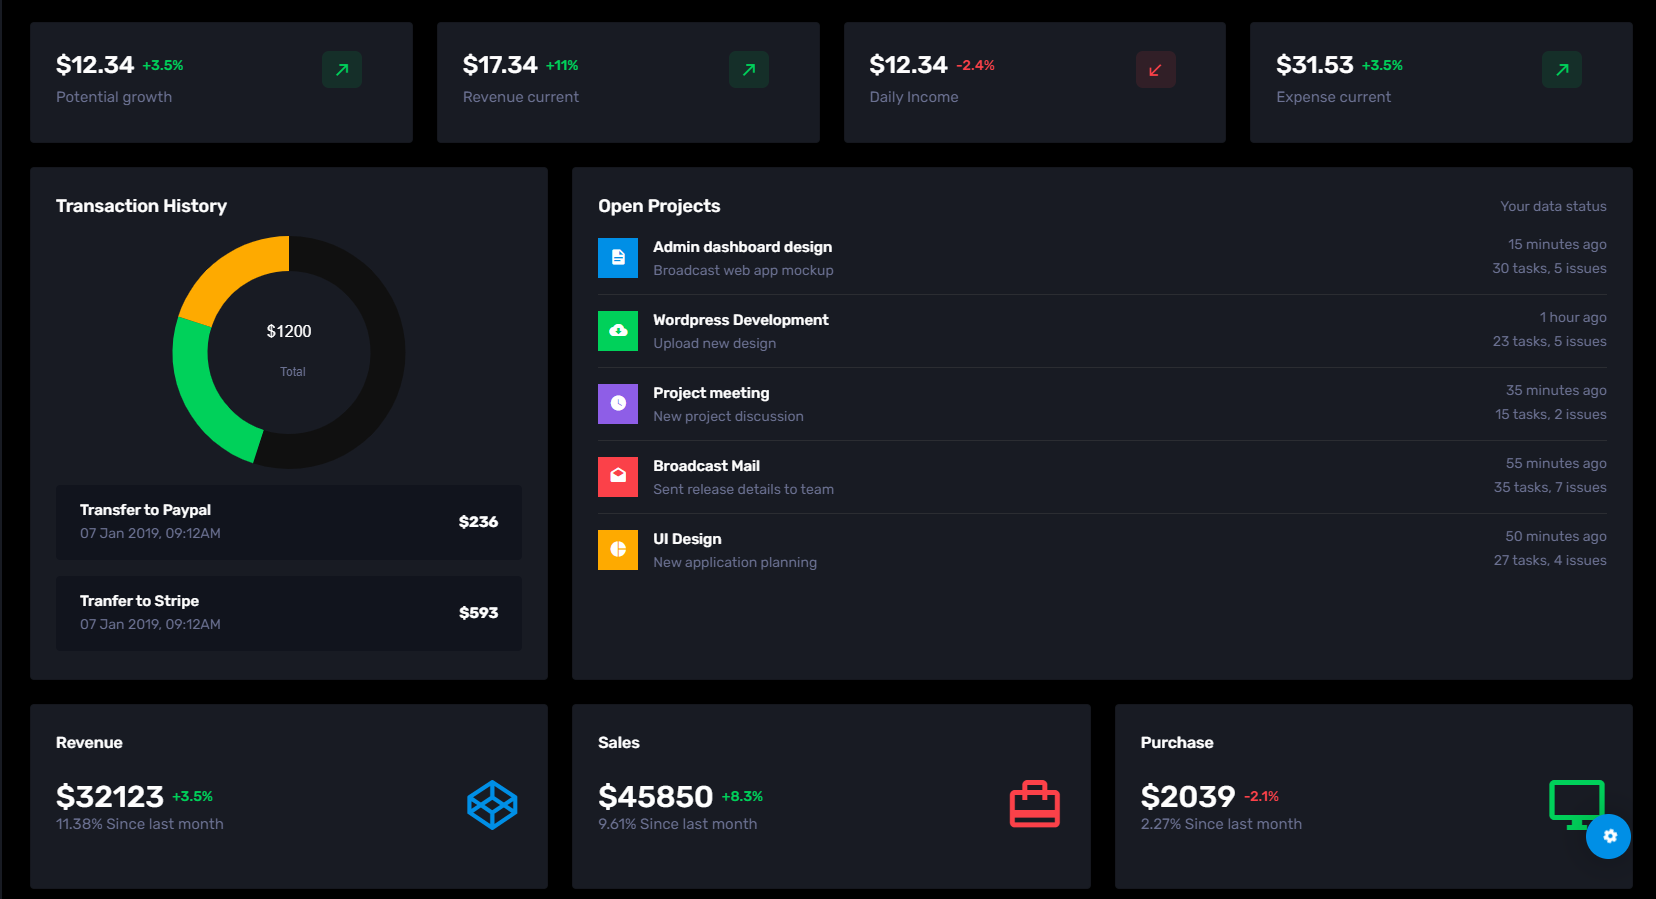 $12.34 +3.5%
Potential growth
$17.34 +11%
Revenue current
$12.34 -2.4%
Daily Income
$31.53 +3.5%
Expense current
Transaction History
$1200
Total
Transfer to Paypal
07 Jan 2019, 09:12AM
$236
Tranfer to Stripe
07 Jan 2019, 09:12AM
$593
Open Projects
Your data status
Admin dashboard design
Broadcast web app mockup
15 minutes ago
30 tasks, 5 issues
Wordpress Development
Upload new design
1 hour ago
23 tasks, 5 issues
Project meeting
New project discussion
35 minutes ago
15 tasks, 2 issues
Broadcast Mail
Sent release details to team
55 minutes ago
35 tasks, 7 issues
UI Design
New application planning
50 minutes ago
27 tasks, 4 issues
Revenue
$32123 +3.5%
11.38% Since last month
Sales
$45850 +8.3%
9.61% Since last month
Purchase
$2039 -2.1%
2.27% Since last month